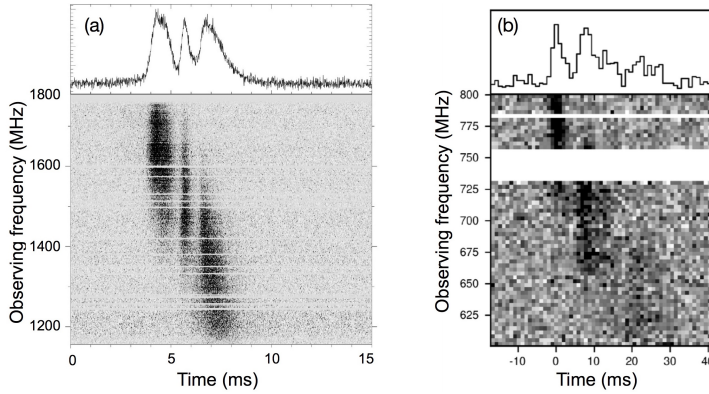 (a)
1800
1600
1400
1200
Observing frequency (MHz)
0 5 10 15
Time (ms)
(b)
800
775
750
725
700
675
650
625
Observing frequency (MHz)
-10 0 10 20 30 40
Time (ms)